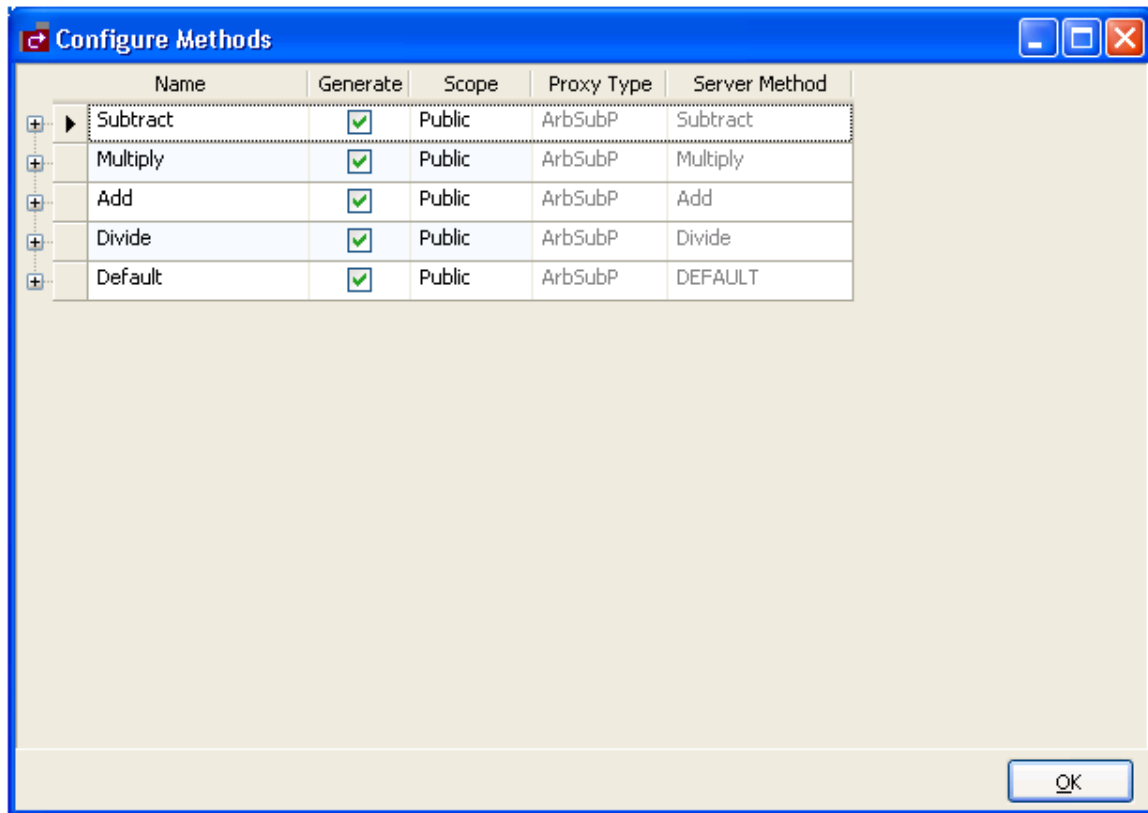 Configure Methods
Name Generate Scope Proxy Type Server Method
Subtract Public ArbSubP Subtract
Multiply Public ArbSubP Multiply
Add Public ArbSubP Add
Divide Public ArbSubP Divide
Default Public ArbSubP DEFAULT
OK